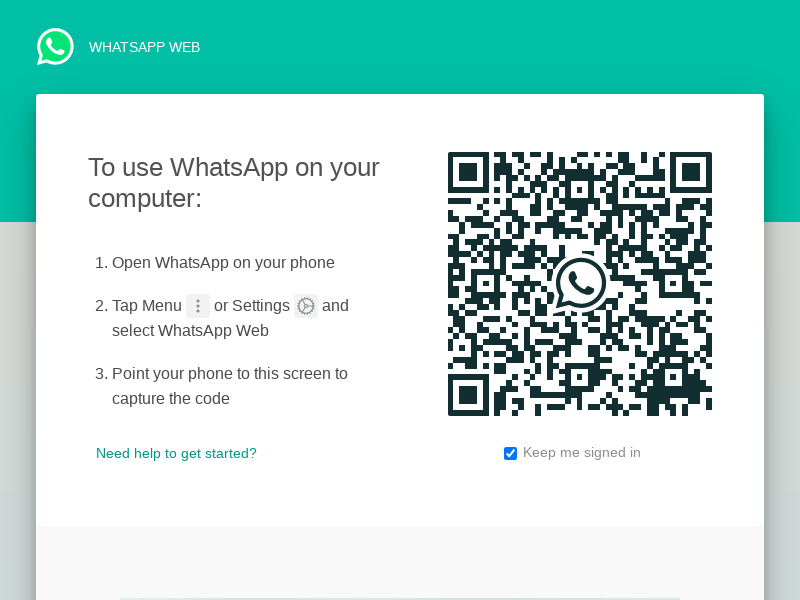 WHATSAPP WEB
To use WhatsApp on your
computer:
1. Open WhatsApp on your phone
2. Tap Menu or Settings and
select WhatsApp Web
3. Point your phone to this screen to
capture the code
Need help to get started?
Keep me signed in